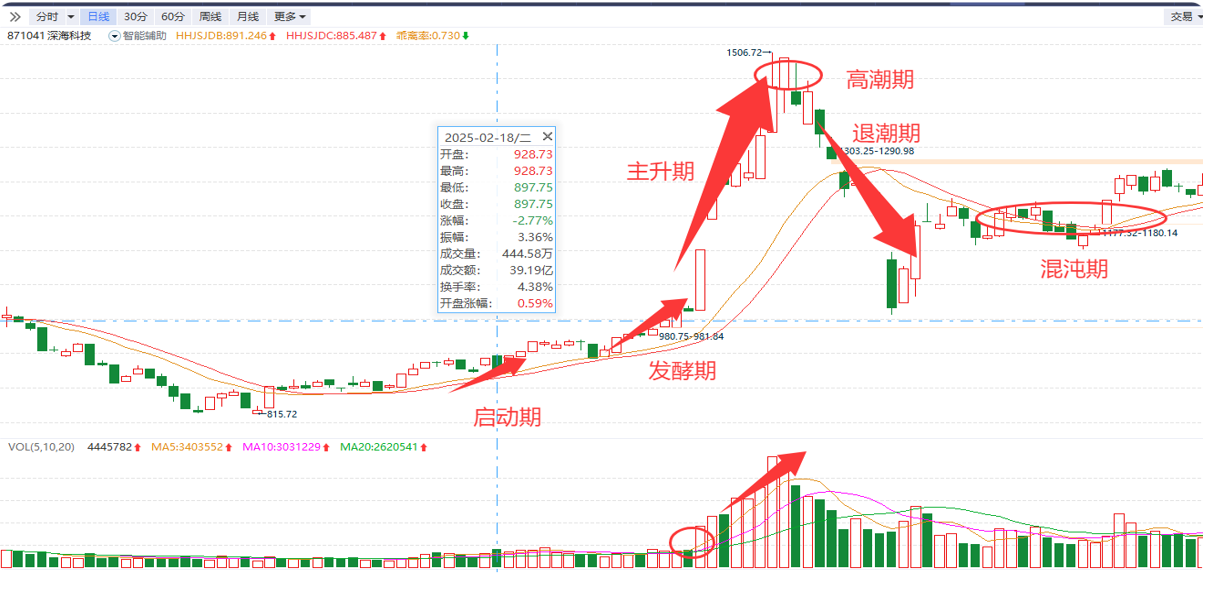 分时 日线 30分 60分 周线 月线 更多 交易
871041 深海科技 智能辅助 HHJSJDB:891.246 HHJSJDC:885.487 乖离率:0.730
1506.72
高潮期
2025-02-18/二
退潮期
开盘: 928.73
303.25-1290.98
最高: 928.73
主升期
最低: 897.75
收盘: 897.75
涨幅: -2.77%
振幅: 3.36%
1177.52-1180.14
成交量: 444.58万
成交额: 39.19亿
混沌期
换手率: 4.38%
开盘涨幅: 0.59%
980.75-981.84
发酵期
815.72
启动期
VOL(5,10,20) 4445782 MA5:3403552 MA10:3031229 MA20:2620541